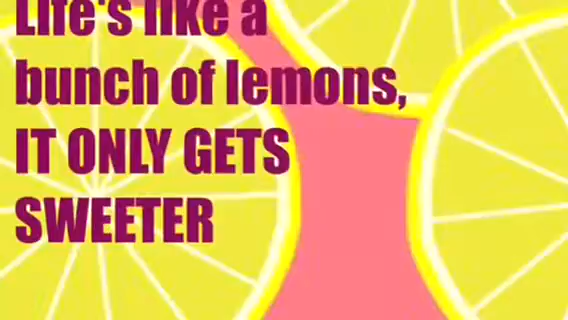 Life's like a
bunch of lemons,
IT ONLY GETS
SWEETER